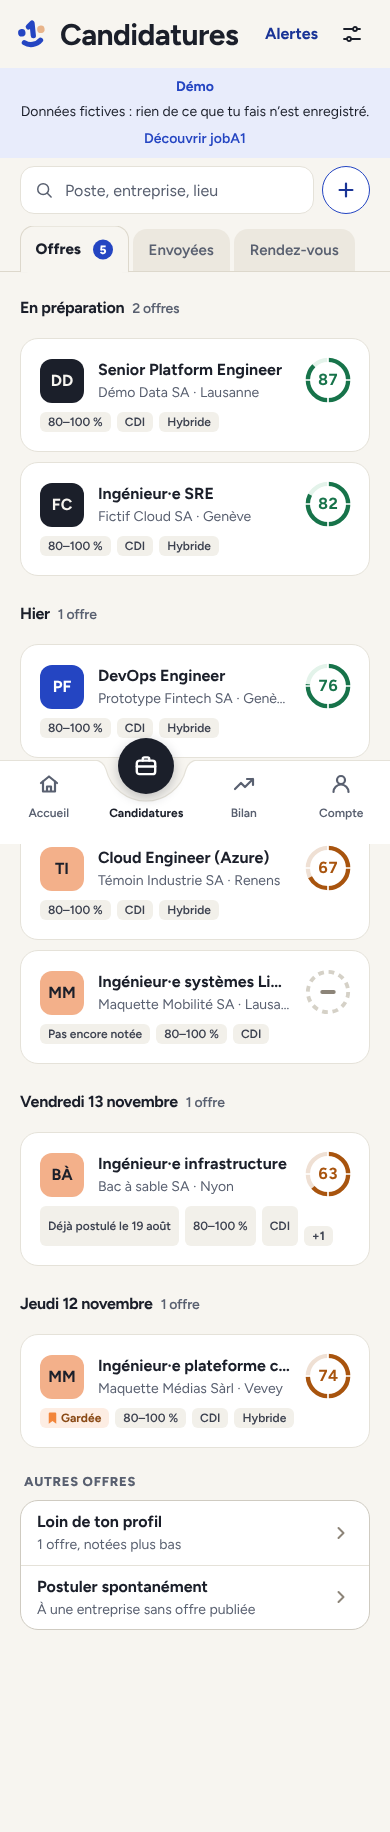 Candidatures
Alertes
Démo
Données fictives : rien de ce que tu fais n'est enregistré.
Découvrir jobA1
Poste, entreprise, lieu
Offres 5
Envoyées
Rendez-vous
En préparation 2 offres
DD
Senior Platform Engineer
Démo Data SA · Lausanne
87
80–100 %
CDI
Hybride
FC
Ingénieur·e SRE
Fictif Cloud SA · Genève
82
80–100 %
CDI
Hybride
Hier 1 offre
PF
DevOps Engineer
Prototype Fintech SA · Genè...
76
80–100 %
CDI
Hybride
Accueil
Candidatures
Bilan
Compte
TI
Cloud Engineer (Azure)
Témoin Industrie SA · Renens
67
80–100 %
CDI
Hybride
MM
Ingénieur·e systèmes Li...
Maquette Mobilité SA · Lausa...
Pas encore notée
80–100 %
CDI
Vendredi 13 novembre 1 offre
BÀ
Ingénieur·e infrastructure
Bac à sable SA · Nyon
63
Déjà postulé le 19 août
80–100 %
CDI
+1
Jeudi 12 novembre 1 offre
MM
Ingénieur·e plateforme c...
Maquette Médias Sàrl · Vevey
74
Gardée
80–100 %
CDI
Hybride
AUTRES OFFRES
Loin de ton profil
1 offre, notées plus bas
Postuler spontanément
À une entreprise sans offre publiée